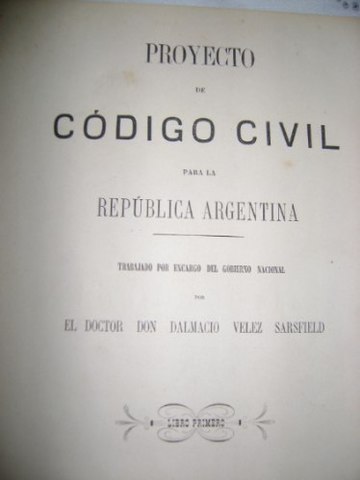 PROYECTO
DE
CÓDIGO CIVIL
PARA LA
REPÚBLICA ARGENTINA
TRABAJADO POR ENCARGO DEL GOBIERNO NACIONAL
POR
EL DOCTOR DON DALMACIO VELEZ SARSFIELD
LIBRO PRIMERO